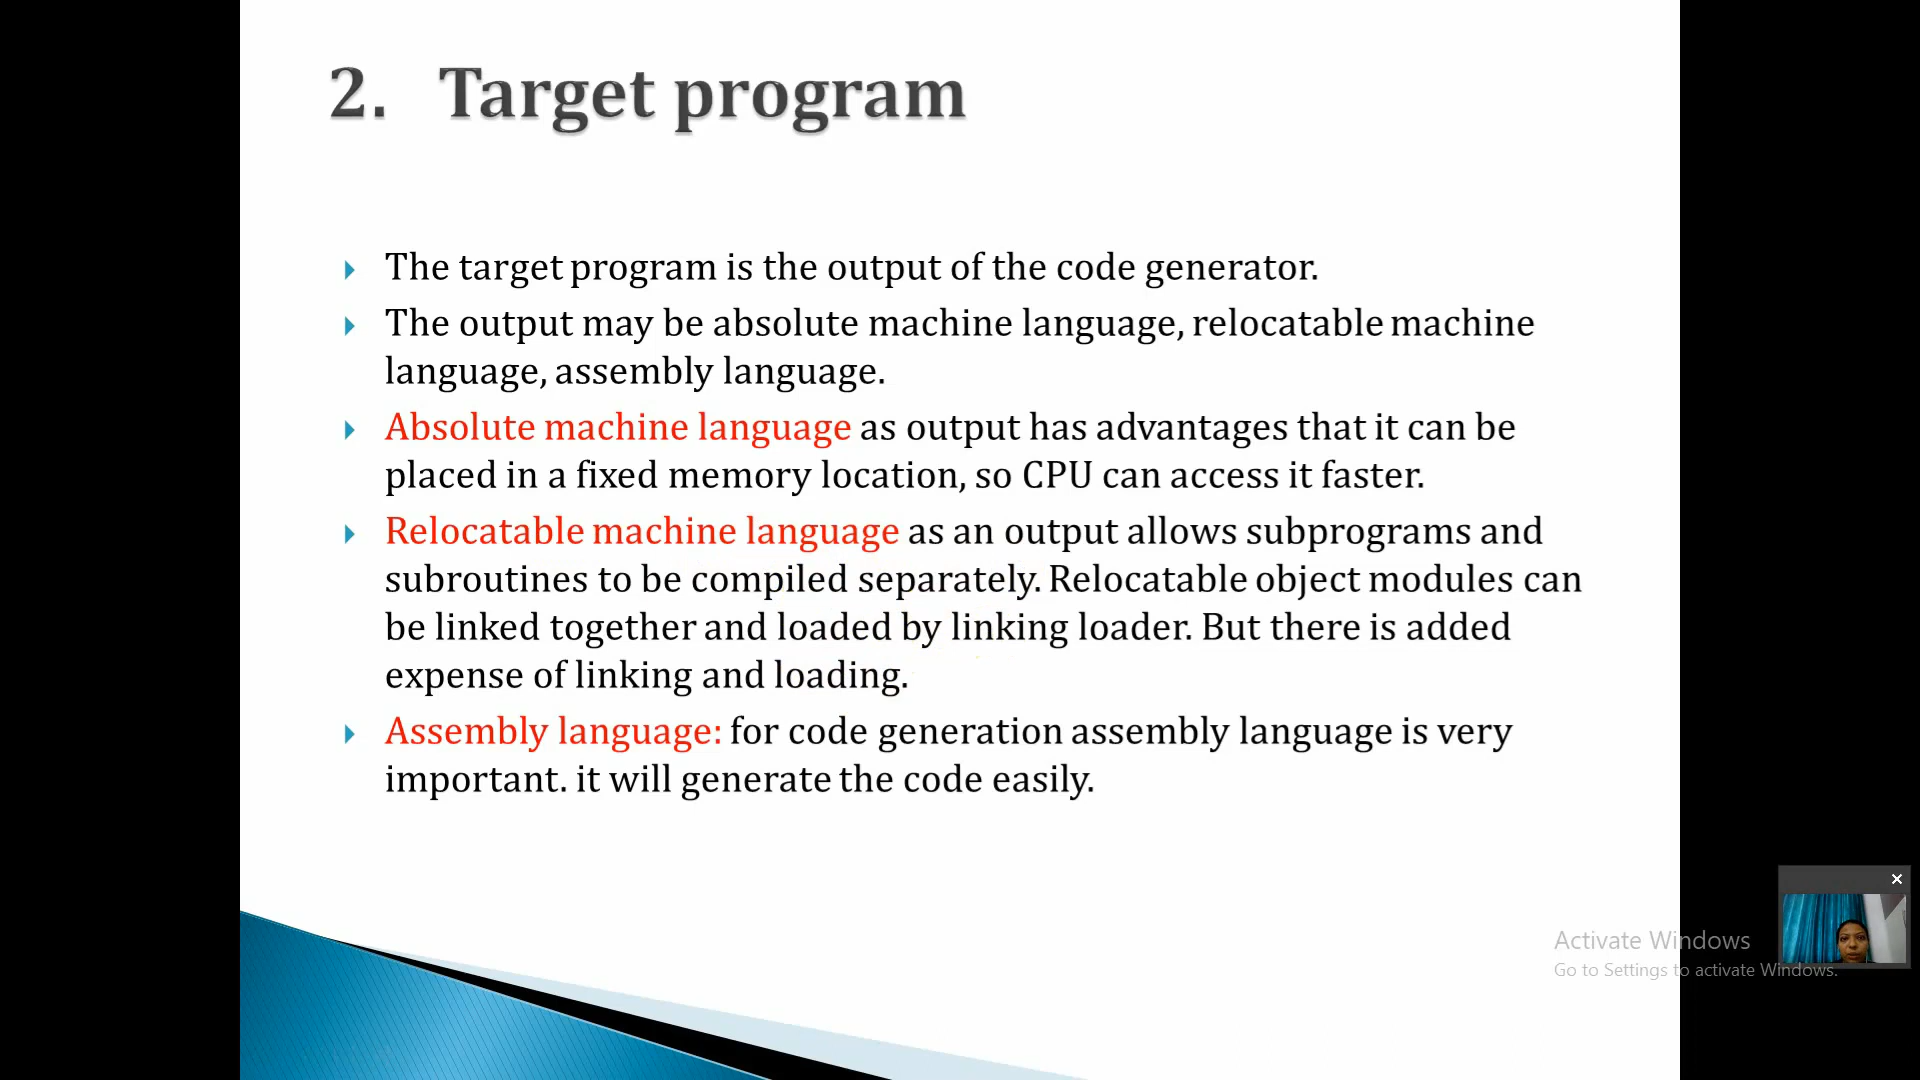 2. Target program
The target program is the output of the code generator.
The output may be absolute machine language, relocatable machine
language, assembly language.
Absolute machine language as output has advantages that it can be
placed in a fixed memory location, so CPU can access it faster.
Relocatable machine language as an output allows subprograms and
subroutines to be compiled separately. Relocatable object modules can
be linked together and loaded by linking loader. But there is added
expense of linking and loading.
Assembly language: for code generation assembly language is very
important. it will generate the code easily.
Activate Windows
Go to Settings to activate Windows.